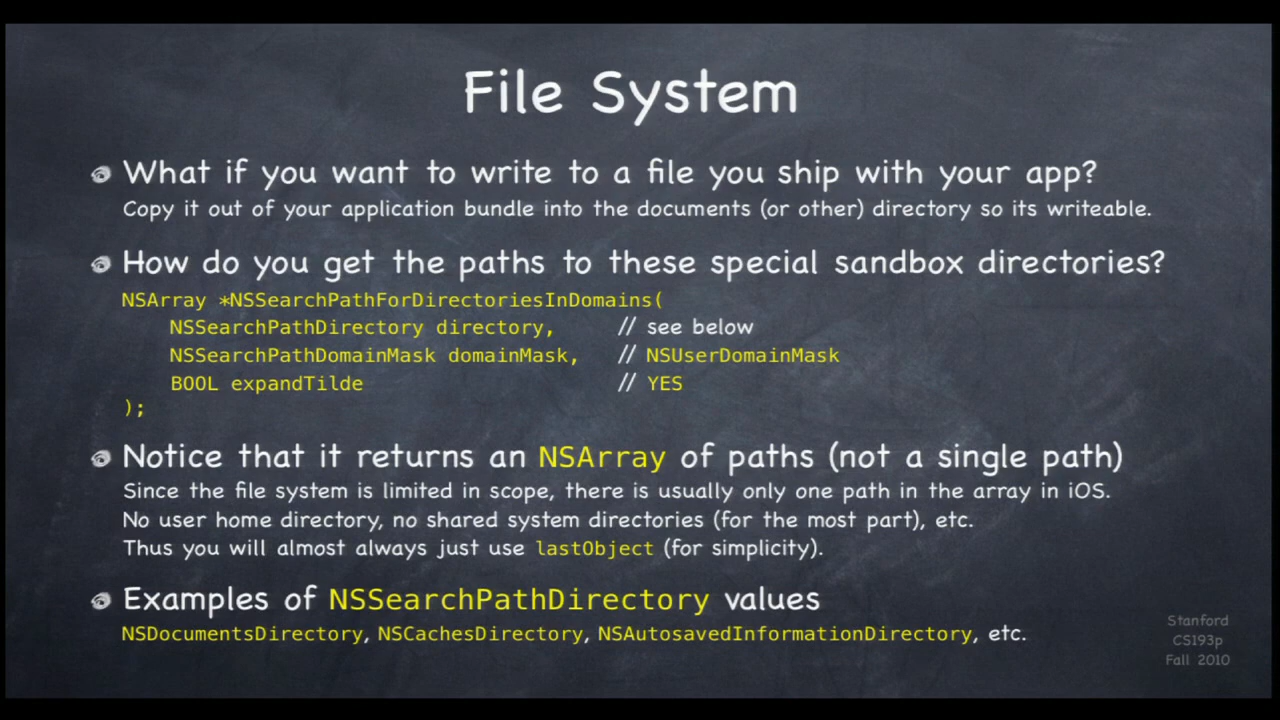 File System
What if you want to write to a file you ship with your app?
Copy it out of your application bundle into the documents (or other) directory so its writeable.
How do you get the paths to these special sandbox directories?
NSArray *NSSearchPathForDirectoriesInDomains(
NSSearchPathDirectory directory, // see below
NSSearchPathDomainMask domainMask, // NSUserDomainMask
BOOL expandTilde // YES
);
Notice that it returns an NSArray of paths (not a single path)
Since the file system is limited in scope, there is usually only one path in the array in iOS.
No user home directory, no shared system directories (for the most part), etc.
Thus you will almost always just use lastObject (for simplicity).
Examples of NSSearchPathDirectory values
NSDocumentsDirectory, NSCachesDirectory, NSAutosavedInformationDirectory, etc.
Stanford
CS193p
Fall 2010